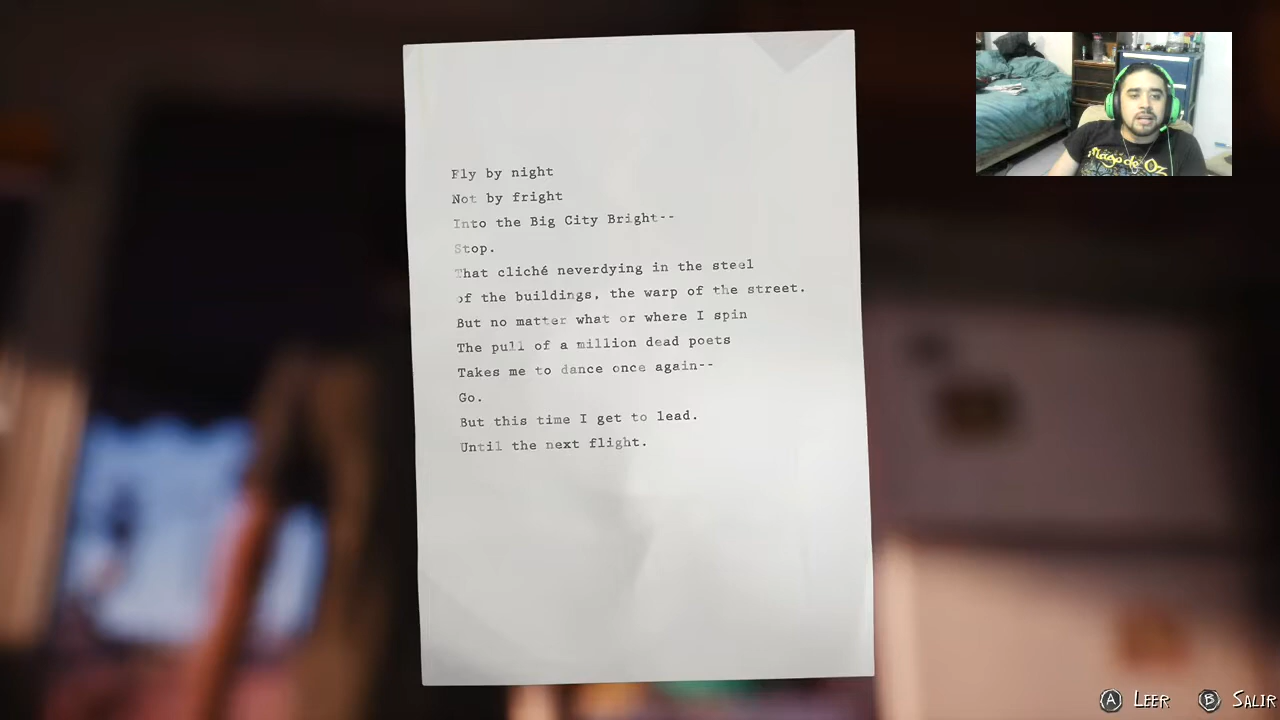 Fly by night
Not by fright
Into the Big City Bright--
Stop.
That cliché neverdying in the steel
of the buildings, the warp of the street.
But no matter what or where I spin
The pull of a million dead poets
Takes me to dance once again--
Go.
But this time I get to lead.
Until the next flight.
Mago de Oz
A LEER B SALIR